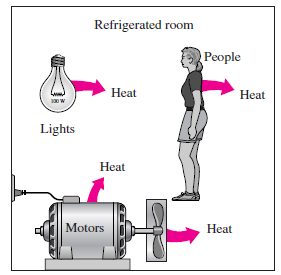 Refrigerated room
People
Heat
Heat
100 W
Lights
Heat
Motors
Heat